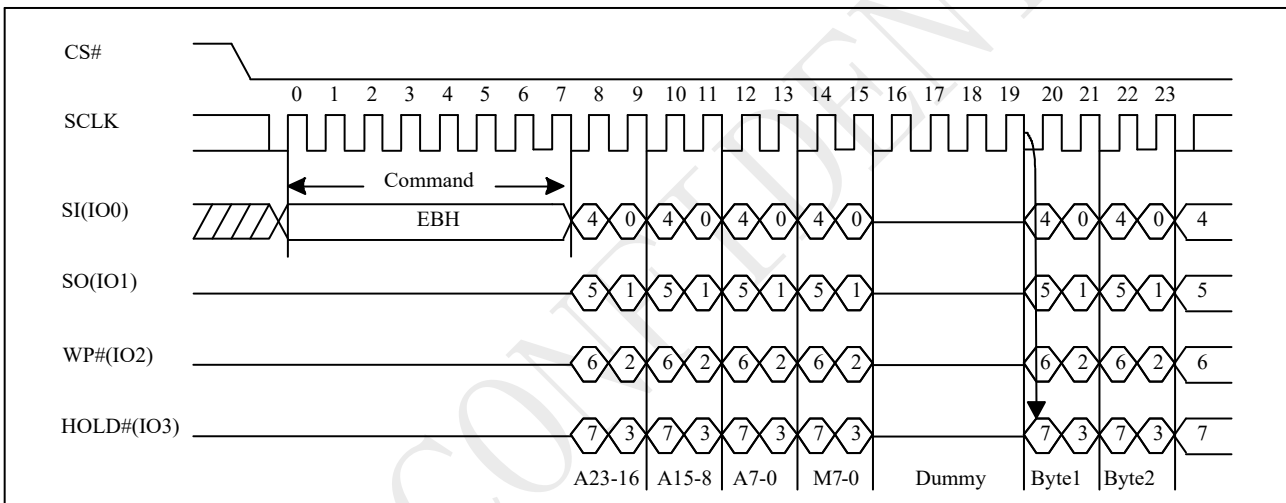 CS#
0 1 2 3 4 5 6 7 8 9 10 11 12 13 14 15 16 17 18 19 20 21 22 23
SCLK
Command
SI(IO0) EBH 4 0 4 0 4 0 4 0 4 0 4 0 4
SO(IO1) 5 1 5 1 5 1 5 1 5 1 5 1 5
WP#(IO2) 6 2 6 2 6 2 6 2 6 2 6 2 6
HOLD#(IO3) 7 3 7 3 7 3 7 3 7 3 7 3 7
A23-16 A15-8 A7-0 M7-0 Dummy Byte1 Byte2
CONFIDENT